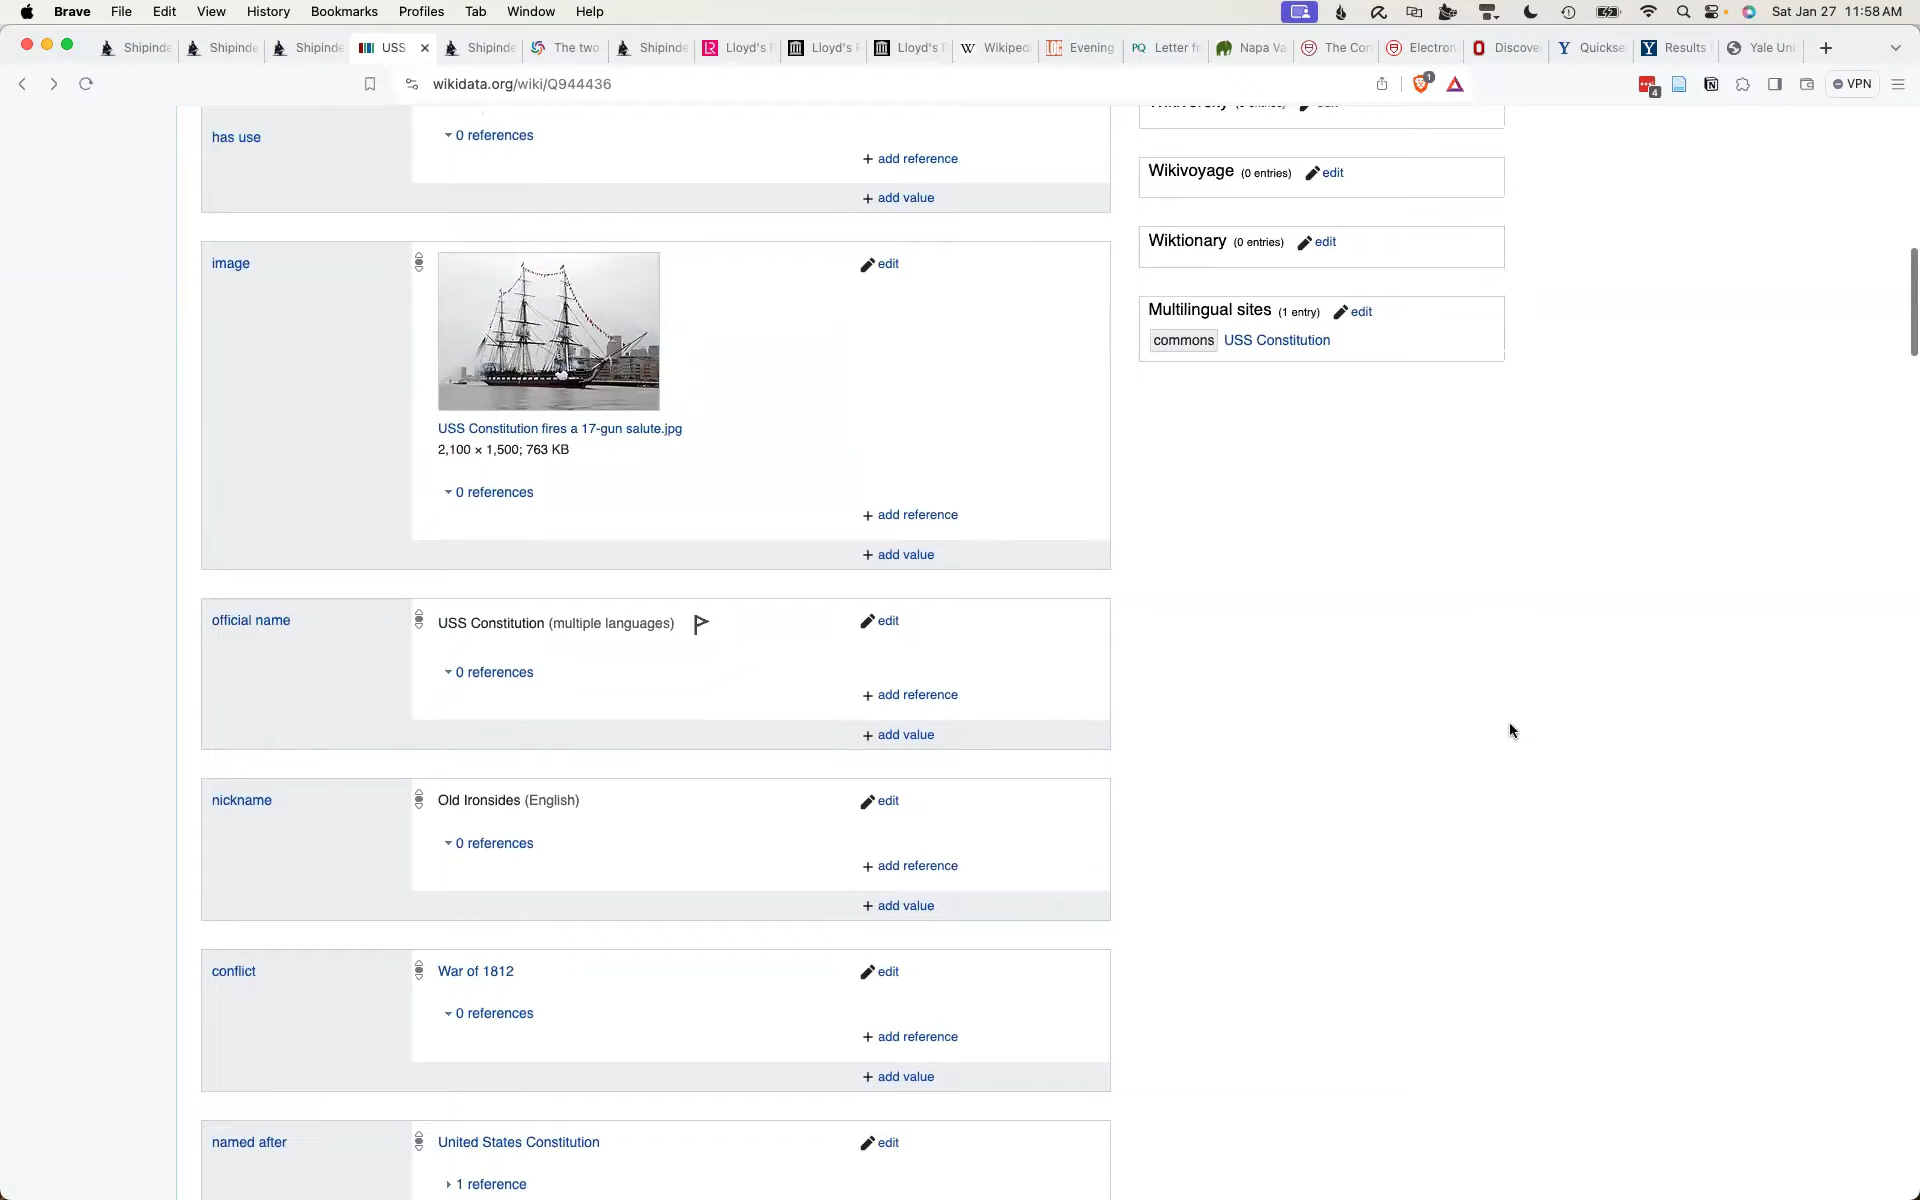 Brave File Edit View History Bookmarks Profiles Tab Window Help Sat Jan 27 11:58 AM
Shipinde Shipinde Shipinde USS Shipinde The two Shipinde Lloyd's Lloyd's Lloyd's Wikiped Evening Letter fr Napa Va The Con Electron Discove Quickse Results Yale Uni
wikidata.org/wiki/Q944436 1 4 VPN
has use
0 references
+ add reference
+ add value
Wikivoyage (0 entries) edit
Wiktionary (0 entries) edit
Multilingual sites (1 entry) edit
commons USS Constitution
image
edit
USS Constitution fires a 17-gun salute.jpg
2,100 × 1,500; 763 KB
0 references
+ add reference
+ add value
official name
USS Constitution (multiple languages)
edit
0 references
+ add reference
+ add value
nickname
Old Ironsides (English)
edit
0 references
+ add reference
+ add value
conflict
War of 1812
edit
0 references
+ add reference
+ add value
named after
United States Constitution
edit
1 reference